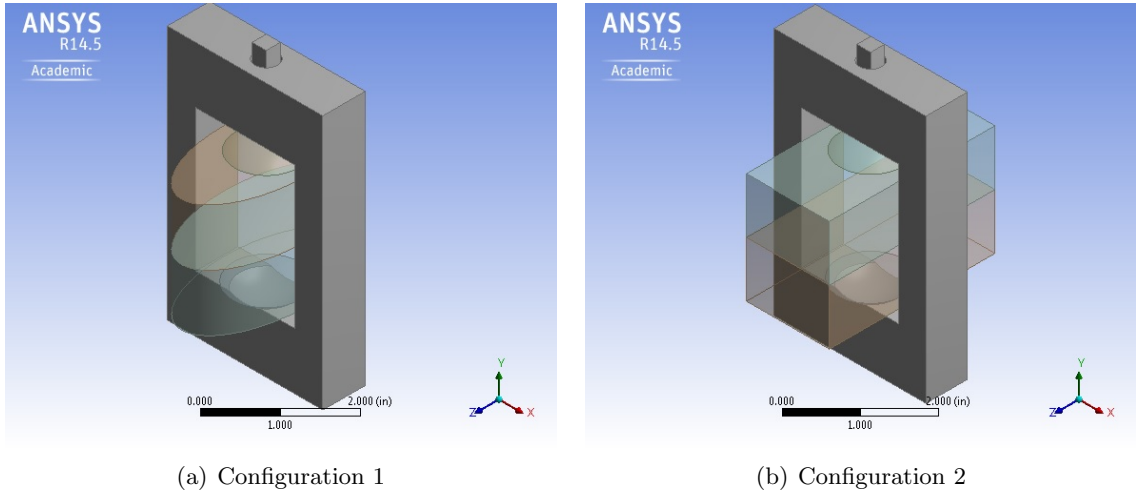 ANSYS
R14.5
Academic
0.000
2.000 (in)
1.000
Y
Z
X
(a) Configuration 1
ANSYS
R14.5
Academic
0.000
2.000 (in)
1.000
Y
Z
X
(b) Configuration 2